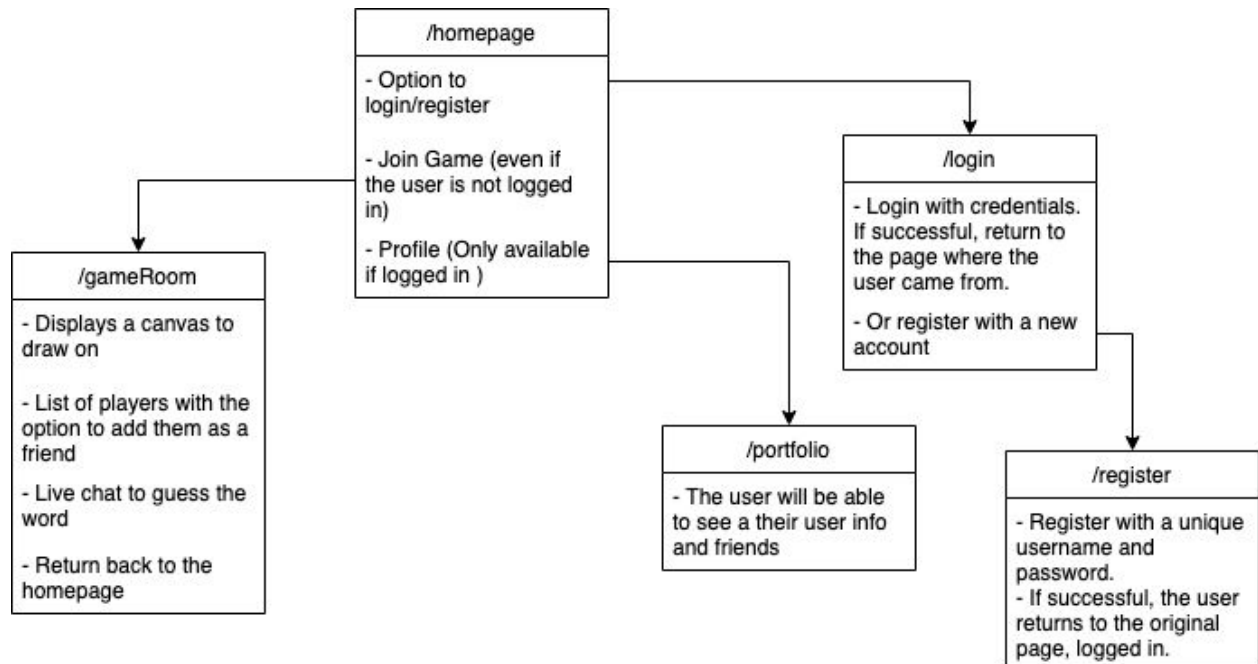 /homepage
- Option to
login/register
- Join Game (even if
the user is not logged
in)
- Profile (Only available
if logged in )
/login
- Login with credentials.
If successful, return to
the page where the
user came from.
- Or register with a new
account
/gameRoom
- Displays a canvas to
draw on
- List of players with the
option to add them as a
friend
- Live chat to guess the
word
- Return back to the
homepage
/portfolio
- The user will be able
to see a their user info
and friends
/register
- Register with a unique
username and
password.
- If successful, the user
returns to the original
page, logged in.